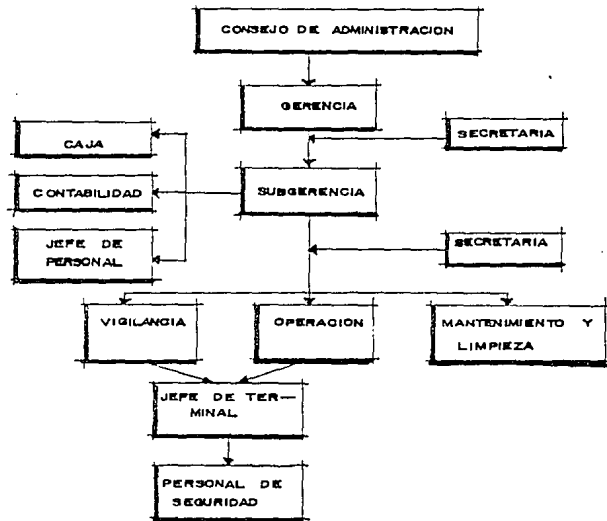 CONSEJO DE ADMINISTRACION
GERENCIA
SECRETARIA
CAJA
CONTABILIDAD
SUBGERENCIA
JEFE DE
PERSONAL
SECRETARIA
VIGILANCIA
OPERACION
MANTENIMIENTO Y
LIMPIEZA
JEFE DE TER-
MINAL
PERSONAL DE
SEGURIDAD